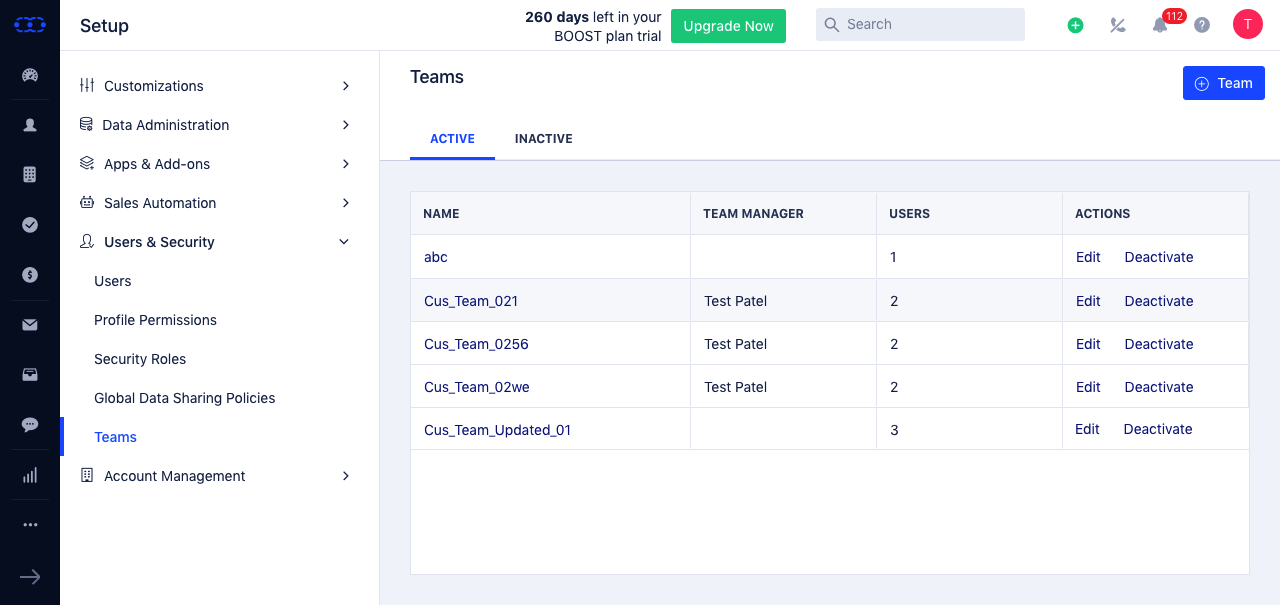 Setup
260 days left in your
BOOST plan trial
Upgrade Now
Search
112
?
T
Customizations
Data Administration
Apps & Add-ons
Sales Automation
Users & Security
Users
Profile Permissions
Security Roles
Global Data Sharing Policies
Teams
Account Management
Teams
Team
ACTIVE INACTIVE
NAME TEAM MANAGER USERS ACTIONS
abc 1 Edit Deactivate
Cus_Team_021 Test Patel 2 Edit Deactivate
Cus_Team_0256 Test Patel 2 Edit Deactivate
Cus_Team_02we Test Patel 2 Edit Deactivate
Cus_Team_Updated_01 3 Edit Deactivate